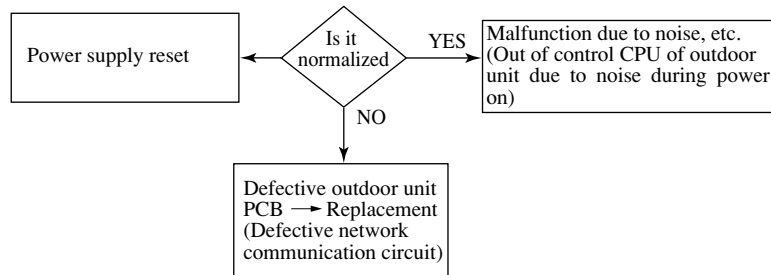 Power supply reset
Is it
normalized
YES
Malfunction due to noise, etc.
(Out of control CPU of outdoor
unit due to noise during power
on)
NO
Defective outdoor unit
PCB → Replacement
(Defective network
communication circuit)